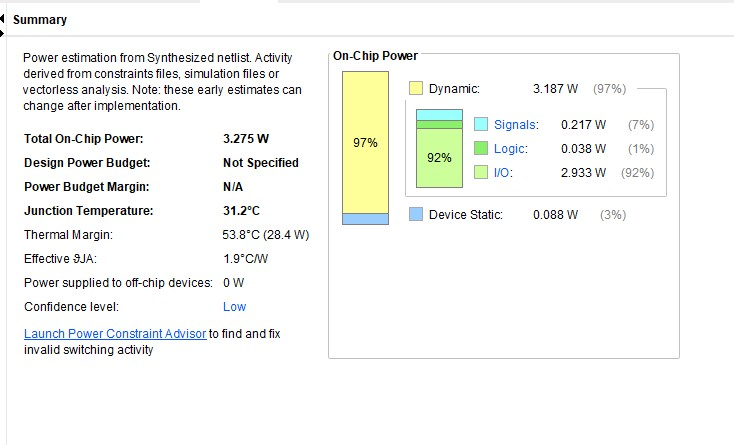 Summary
Power estimation from Synthesized netlist. Activity
derived from constraints files, simulation files or
vectorless analysis. Note: these early estimates can
change after implementation.
Total On-Chip Power: 3.275 W
Design Power Budget: Not Specified
Power Budget Margin: N/A
Junction Temperature: 31.2°C
Thermal Margin: 53.8°C (28.4 W)
Effective ϑJA: 1.9°C/W
Power supplied to off-chip devices: 0 W
Confidence level: Low
Launch Power Constraint Advisor to find and fix
invalid switching activity
On-Chip Power
97%
92%
Dynamic: 3.187 W (97%)
Signals: 0.217 W (7%)
Logic: 0.038 W (1%)
I/O: 2.933 W (92%)
Device Static: 0.088 W (3%)